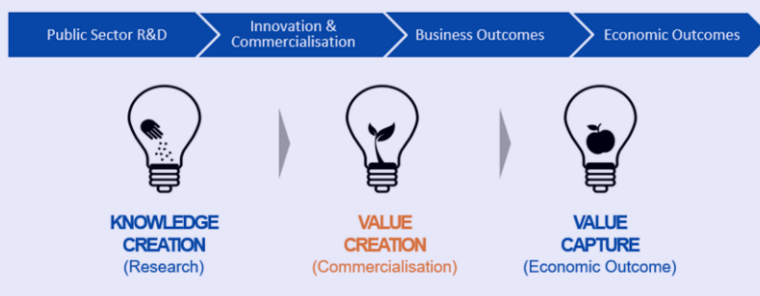 Public Sector R&D
Innovation &
Commercialisation
Business Outcomes
Economic Outcomes
KNOWLEDGE
CREATION
(Research)
VALUE
CREATION
(Commercialisation)
VALUE
CAPTURE
(Economic Outcome)